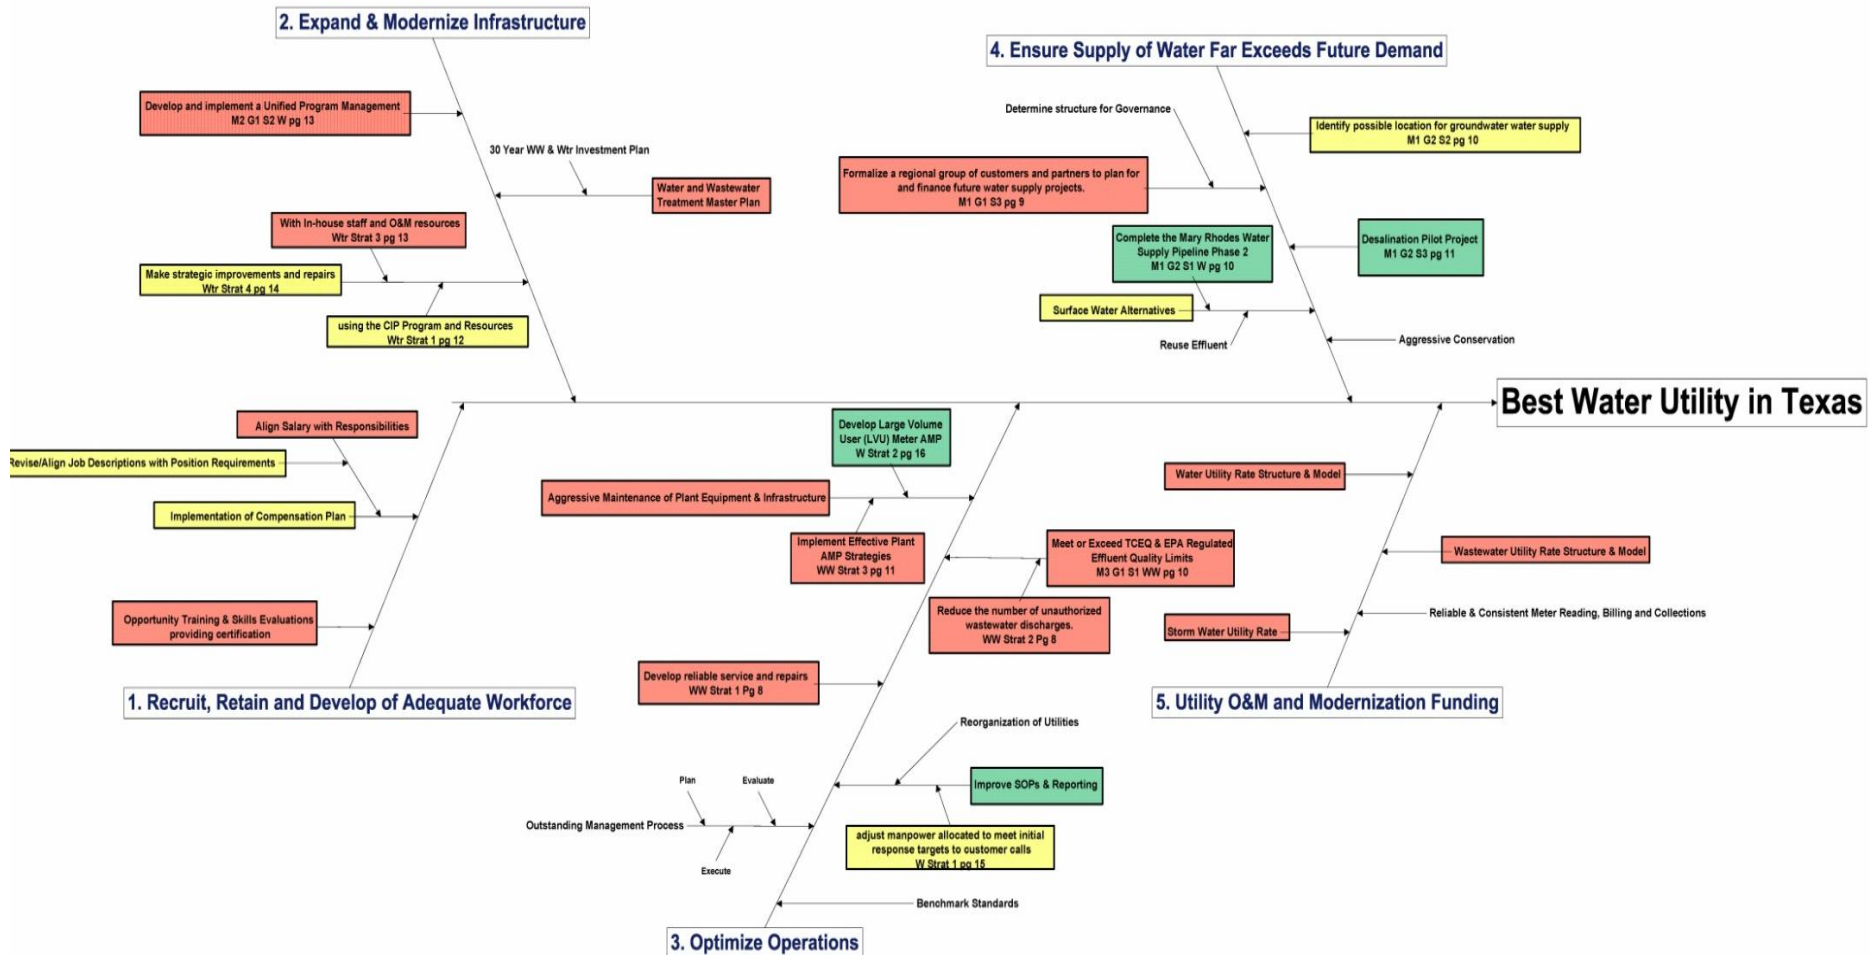 2. Expand & Modernize Infrastructure
4. Ensure Supply of Water Far Exceeds Future Demand
Develop and implement a Unified Program Management
M2 G1 S2 W pg 13
30 Year WW & Wtr Investment Plan
Water and Wastewater
Treatment Master Plan
With In-house staff and O&M resources
Wtr Strat 3 pg 13
Make strategic improvements and repairs
Wtr Strat 4 pg 14
using the CIP Program and Resources
Wtr Strat 1 pg 12
Determine structure for Governance
Identify possible location for groundwater water supply
M1 G2 S2 pg 10
Formalize a regional group of customers and partners to plan for
and finance future water supply projects.
M1 G1 S3 pg 9
Complete the Mary Rhodes Water
Supply Pipeline Phase 2
M1 G2 S1 W pg 10
Desalination Pilot Project
M1 G2 S3 pg 11
Surface Water Alternatives
Reuse Effluent
Aggressive Conservation
Best Water Utility in Texas
Align Salary with Responsibilities
Revise/Align Job Descriptions with Position Requirements
Implementation of Compensation Plan
Opportunity Training & Skills Evaluations
providing certification
1. Recruit, Retain and Develop of Adequate Workforce
Develop Large Volume
User (LVU) Meter AMP
W Strat 2 pg 16
Aggressive Maintenance of Plant Equipment & Infrastructure
Implement Effective Plant
AMP Strategies
WW Strat 3 pg 11
Meet or Exceed TCEQ & EPA Regulated
Effluent Quality Limits
M3 G1 S1 WW pg 10
Reduce the number of unauthorized
wastewater discharges.
WW Strat 2 Pg 8
Develop reliable service and repairs
WW Strat 1 Pg 8
Reorganization of Utilities
Improve SOPs & Reporting
adjust manpower allocated to meet initial
response targets to customer calls
W Strat 1 pg 15
Plan
Evaluate
Outstanding Management Process
Execute
Benchmark Standards
3. Optimize Operations
Water Utility Rate Structure & Model
Wastewater Utility Rate Structure & Model
Reliable & Consistent Meter Reading, Billing and Collections
Storm Water Utility Rate
5. Utility O&M and Modernization Funding